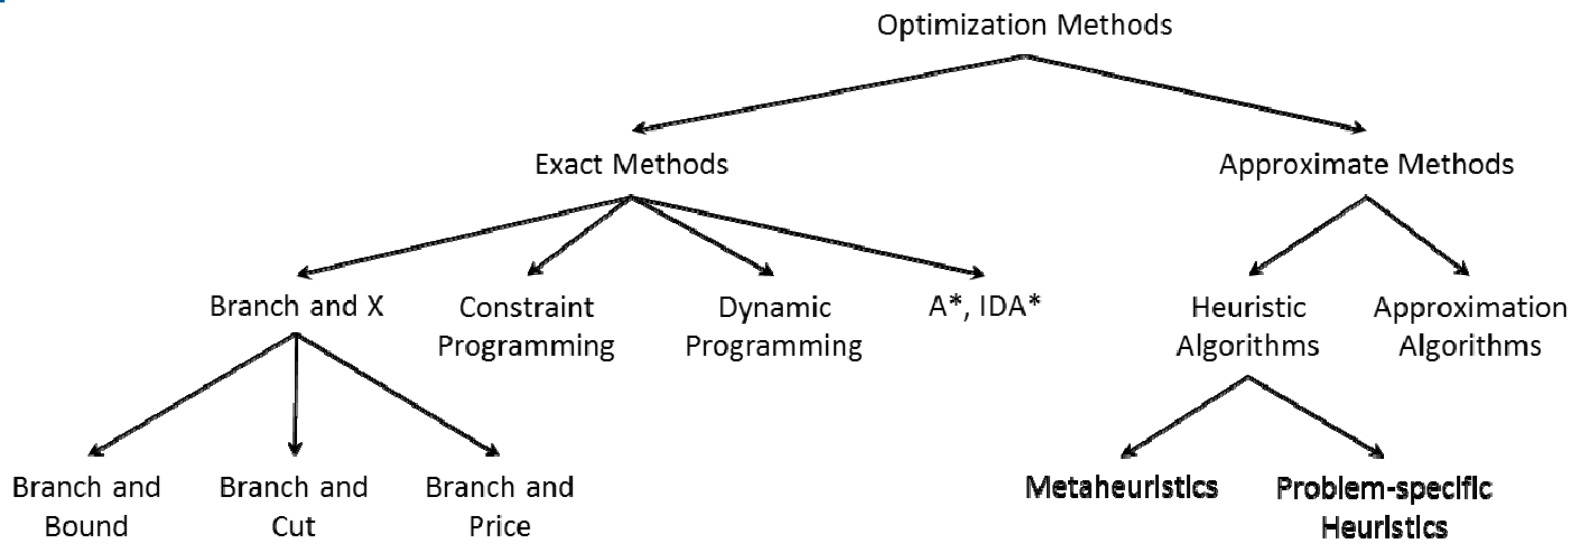 Optimization Methods
Exact Methods
Approximate Methods
Branch and X
Constraint
Programming
Dynamic
Programming
A*, IDA*
Heuristic
Algorithms
Approximation
Algorithms
Branch and
Bound
Branch and
Cut
Branch and
Price
Metaheuristics
Problem-specific
Heuristics